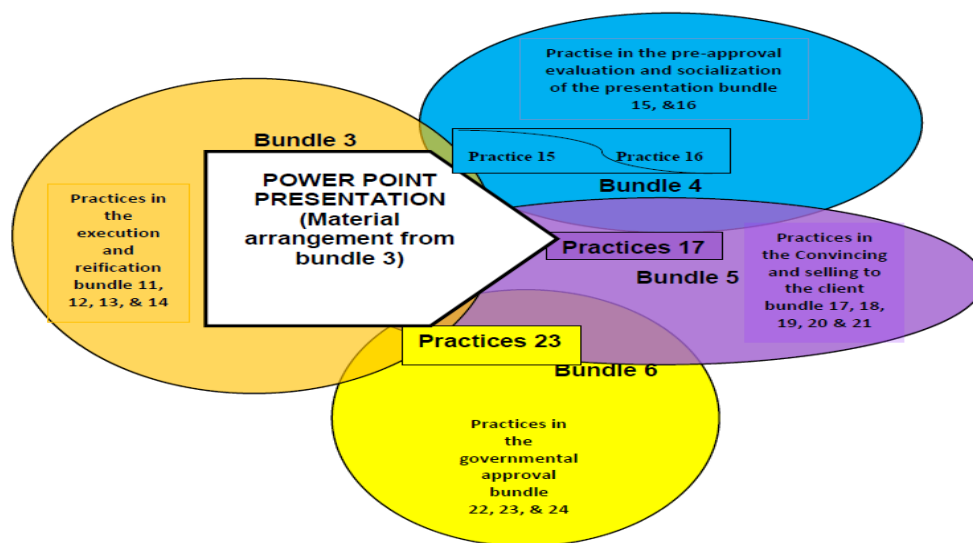 Practise in the pre-approval
evaluation and socialization
of the presentation bundle
15, &16
Bundle 3
Practice 15
Practice 16
Bundle 4
POWER POINT
PRESENTATION
(Material
arrangement from
bundle 3)
Practices in
the
execution
and
reification
bundle 11,
12, 13, & 14
Practices 17
Bundle 5
Practices in
the Convincing
and selling to
the client
bundle 17, 18,
19, 20 & 21
Practices 23
Bundle 6
Practices in
the
governmental
approval
bundle
22, 23, & 24